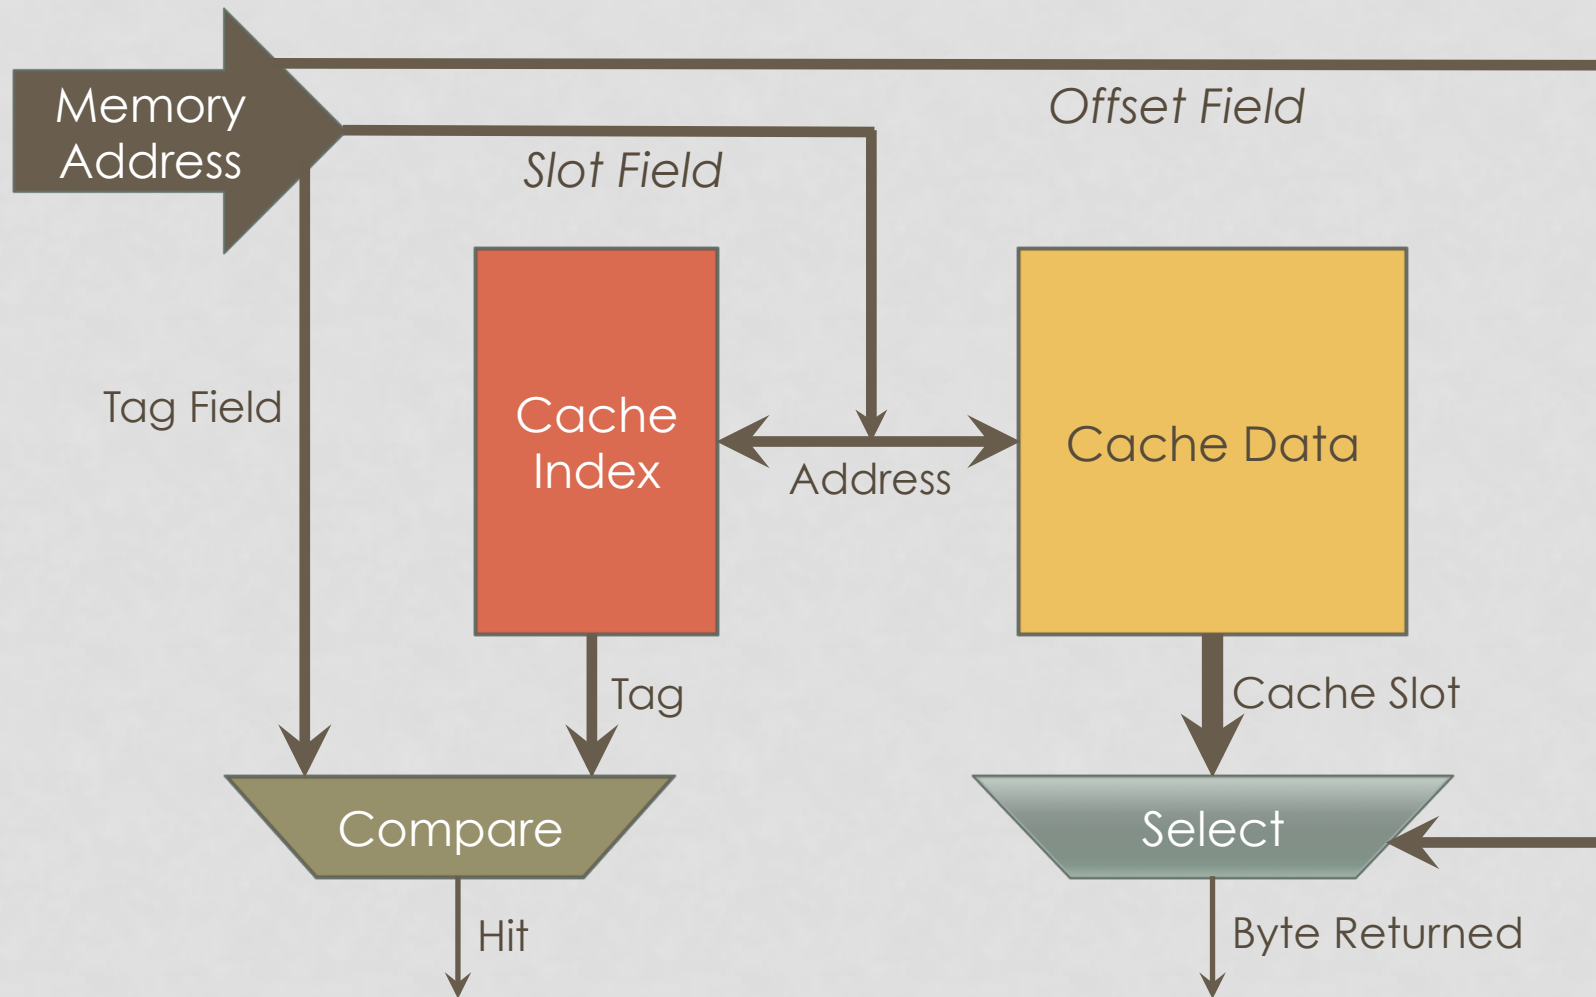 Memory
Address
Offset Field
Slot Field
Tag Field
Cache
Index
Address
Cache Data
Tag
Cache Slot
Compare
Select
Hit
Byte Returned